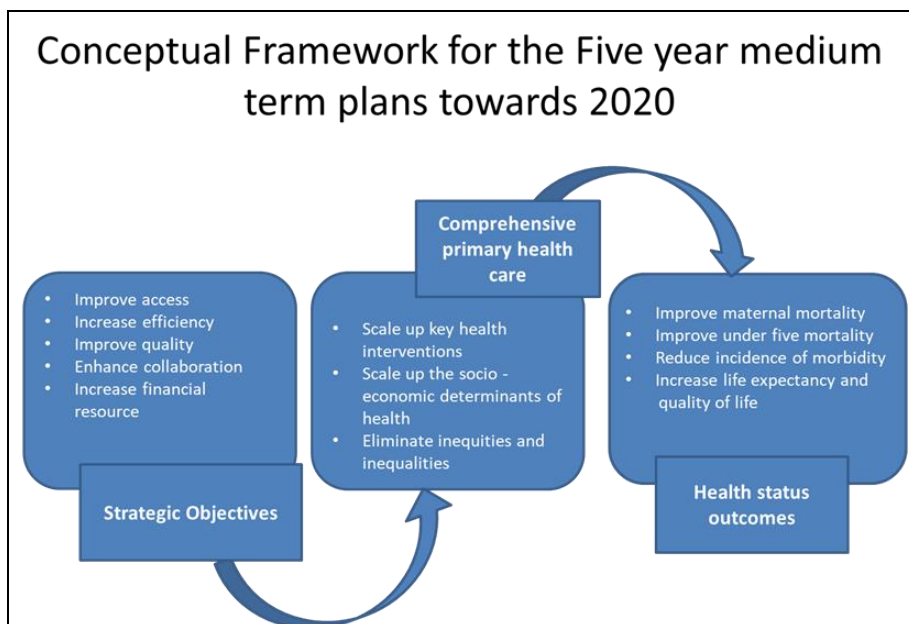 Conceptual Framework for the Five year medium
term plans towards 2020
• Improve access
• Increase efficiency
• Improve quality
• Enhance collaboration
• Increase financial
resource
Strategic Objectives
Comprehensive
primary health
care
• Scale up key health
interventions
• Scale up the socio -
economic determinants of
health
• Eliminate inequities and
inequalities
• Improve maternal mortality
• Improve under five mortality
• Reduce incidence of morbidity
• Increase life expectancy and
quality of life
Health status
outcomes